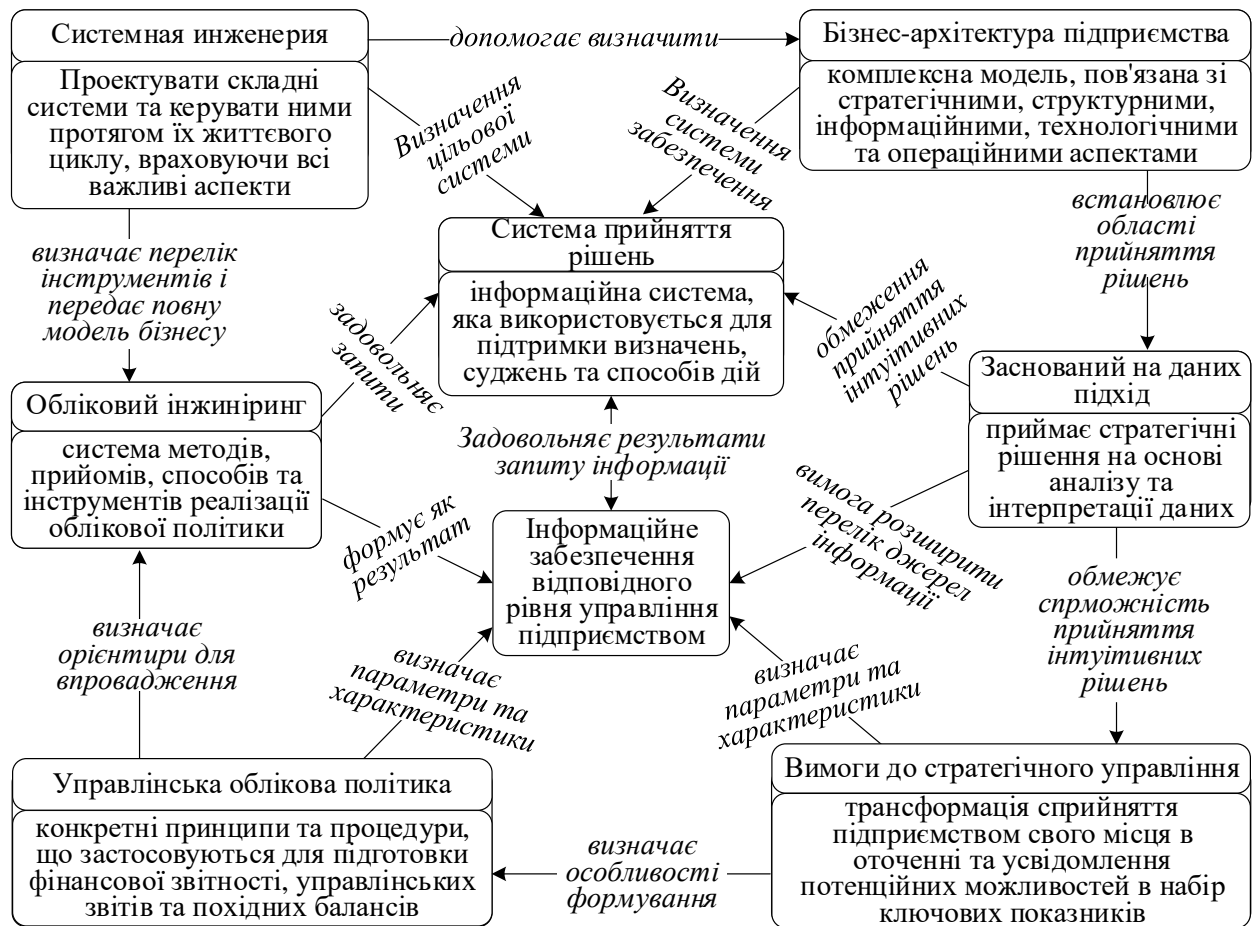 Системная инженерия
допомогає визначити
Бізнес-архітектура підприємства
Проектувати складні
системи та керувати ними
протягом їх життєвого
циклу, враховуючи всі
важливі аспекти
Визначення
цільової
системи
Визначення
системи
забезпечення
комплексна модель, пов'язана зі
стратегічними, структурними,
інформаційними, технологічними
та операційними аспектами
визначає перелік
інструментів і
передає повну
модель бізнесу
Система прийняття
рішень
інформаційна система,
яка використовується для
підтримки визначень,
суджень та способів дій
встановлює
області
прийняття
рішень
задовольняє
запити
обмеження
прийняття
інтуїтивних
рішень
Обліковий інжиніринг
система методів,
прийомів, способів та
інструментів реалізації
облікової політики
Задовольняє результати
запиту інформації
Заснований на даних
підхід
приймає стратегічні
рішення на основі
аналізу та
інтерпретації даних
формує як
результат
Інформаційне
забезпечення
відповідного
рівня управління
підприємством
вимога розширити
перелік джерел
інформації
визначає
орієнтири для
впровадження
визначає
параметри та
характеристики
визначає
параметри та
характеристики
обмежує
спрможність
прийняття
інтуїтивних
рішень
Управлінська облікова політика
конкретні принципи та процедури,
що застосовуються для підготовки
фінансової звітності, управлінських
звітів та похідних балансів
визначає
особливості
формування
Вимоги до стратегічного управління
трансформація сприйняття
підприємством свого місця в
оточенні та усвідомлення
потенційних можливостей в набір
ключових показників